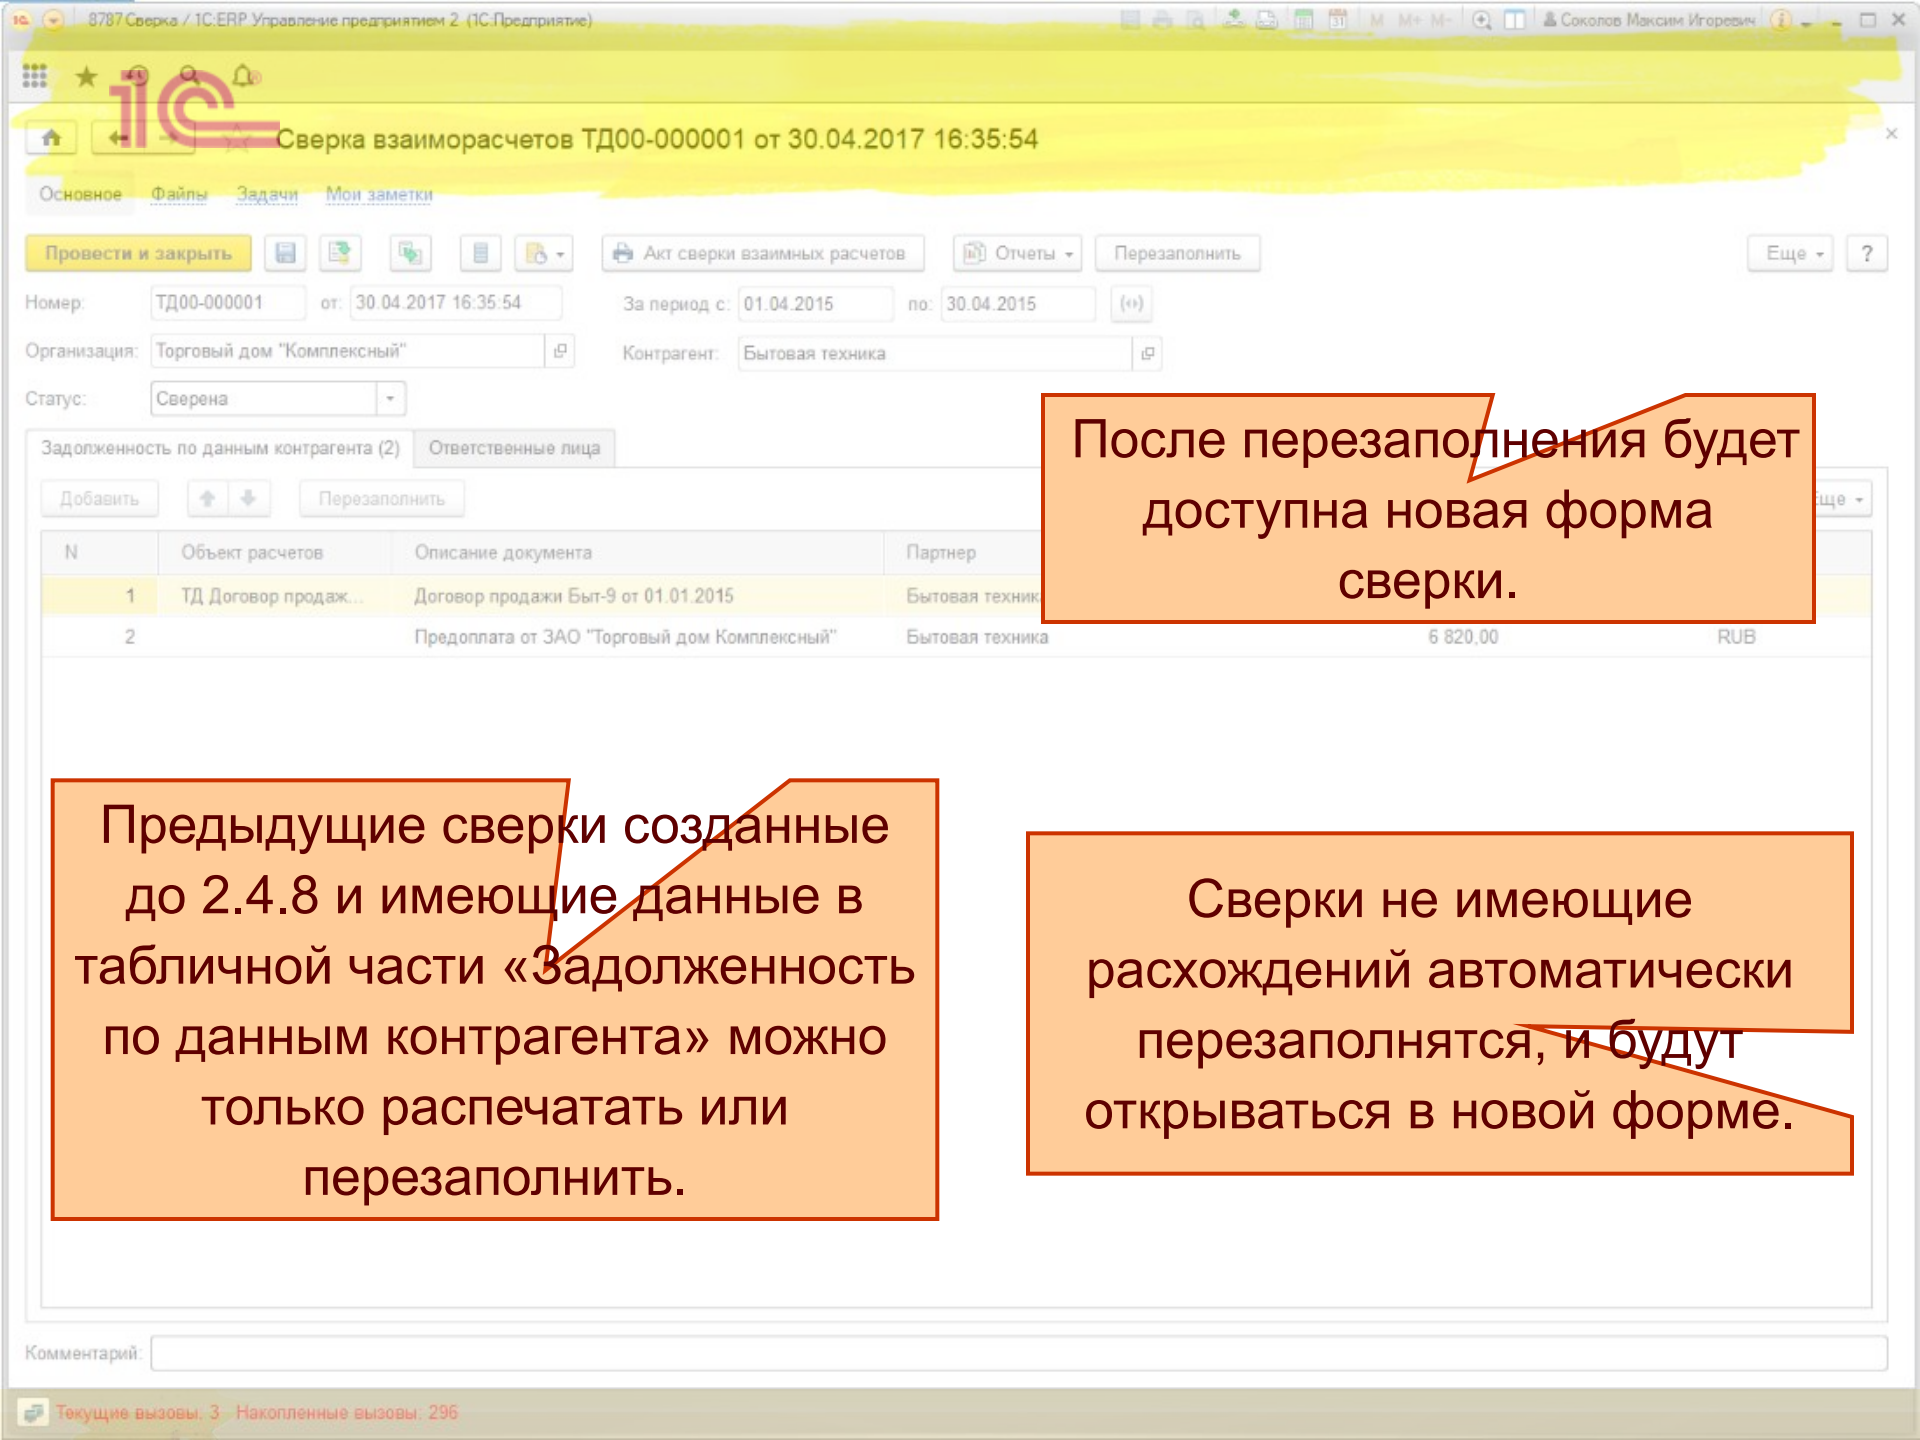 8787 Сверка / 1С:ERP Управление предприятием 2 (1С:Предприятие)
M M+ M-
Соколов Максим Игоревич
1С
Сверка взаиморасчетов ТД00-000001 от 30.04.2017 16:35:54
Основное Файлы Задачи Мои заметки
Провести и закрыть Акт сверки взаимных расчетов Отчеты Перезаполнить Еще ?
Номер: ТД00-000001 от: 30.04.2017 16:35:54 За период с: 01.04.2015 по: 30.04.2015
Организация: Торговый дом "Комплексный" Контрагент: Бытовая техника
Статус: Сверена
Задолженность по данным контрагента (2) Ответственные лица
Добавить Перезаполнить Еще
N Объект расчетов Описание документа Партнер
1 ТД Договор продаж... Договор продажи Быт-9 от 01.01.2015 Бытовая техник
2 Предоплата от ЗАО "Торговый дом Комплексный" Бытовая техника 6 820,00 RUB
После перезаполнения будет
доступна новая форма
сверки.
Предыдущие сверки созданные
до 2.4.8 и имеющие данные в
табличной части «Задолженность
по данным контрагента» можно
только распечатать или
перезаполнить.
Сверки не имеющие
расхождений автоматически
перезаполнятся, и будут
открываться в новой форме.
Комментарий:
Текущие вызовы: 3 Накопленные вызовы: 296